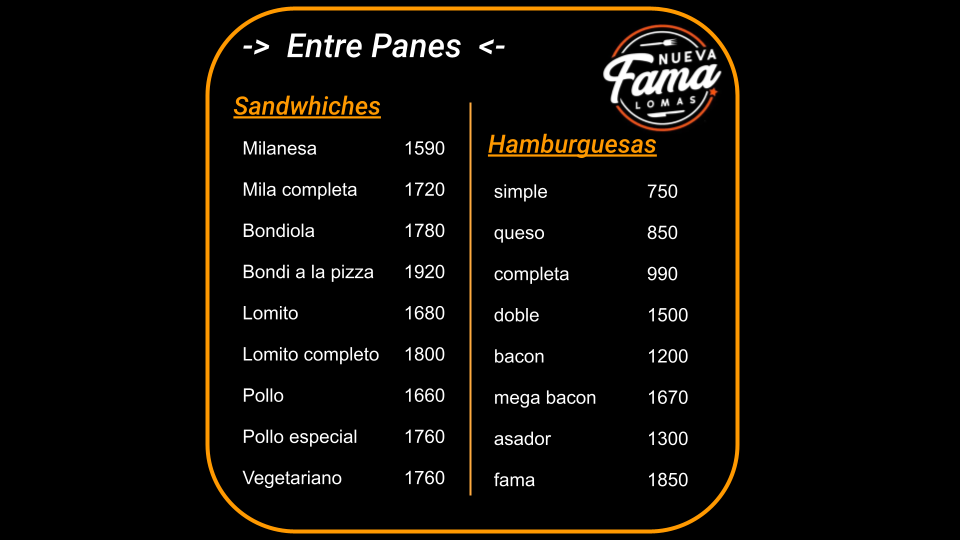 -> Entre Panes <-
NUEVA
Fama
LOMAS
Sandwhiches
Milanesa 1590
Mila completa 1720
Bondiola 1780
Bondi a la pizza 1920
Lomito 1680
Lomito completo 1800
Pollo 1660
Pollo especial 1760
Vegetariano 1760
Hamburguesas
simple 750
queso 850
completa 990
doble 1500
bacon 1200
mega bacon 1670
asador 1300
fama 1850